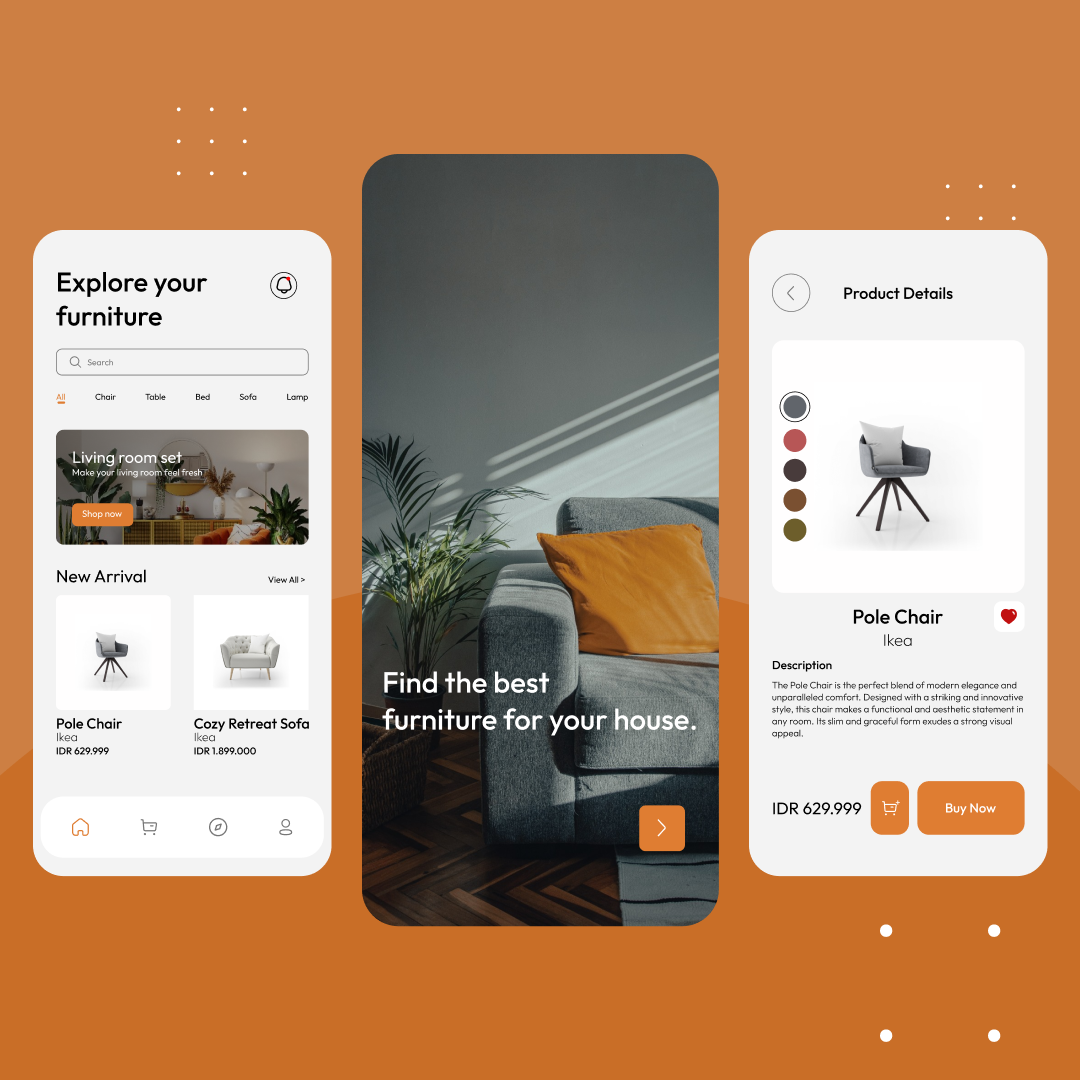 Explore your
furniture
Search
All Chair Table Bed Sofa Lamp
Living room set
Make your living room feel fresh
Shop now
New Arrival
View All >
Pole Chair
Ikea
IDR 629.999
Cozy Retreat Sofa
Ikea
IDR 1.899.000
Find the best
furniture for your house.
Product Details
Pole Chair
Ikea
Description
The Pole Chair is the perfect blend of modern elegance and
unparalleled comfort. Designed with a striking and innovative
style, this chair makes a functional and aesthetic statement in
any room. Its slim and graceful form exudes a strong visual
appeal.
IDR 629.999
Buy Now